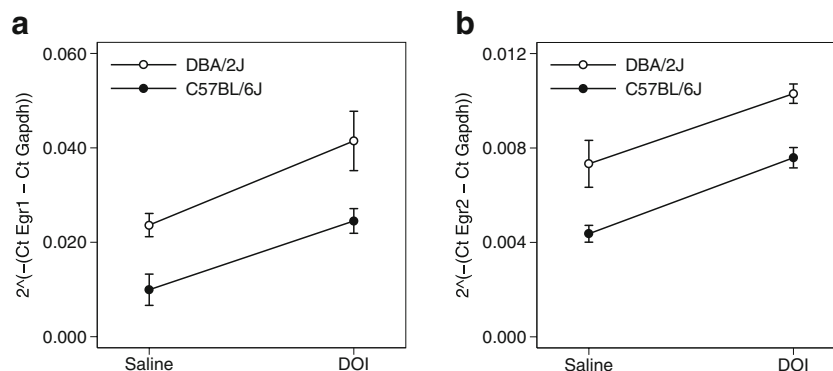 a
2^(-(Ct Egr1 – Ct Gapdh))
0.060
0.040
0.020
0.000
DBA/2J
C57BL/6J
Saline
DOI
b
2^(-(Ct Egr2 – Ct Gapdh))
0.012
0.008
0.004
0.000
DBA/2J
C57BL/6J
Saline
DOI